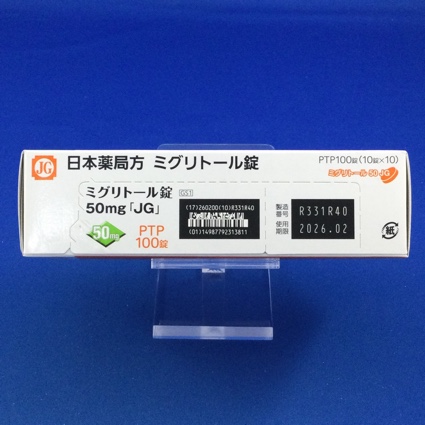 JG
日本薬局方 ミグリトール錠
PTP100錠(10錠×10)
ミグリトール 50 JG
ミグリトール錠
50mg「JG」
GS1
50mg
PTP
100錠
(17)260200(10)R331R40
(01)14987792313811
製造
番号
R331R40
使用
期限
2026.02
紙